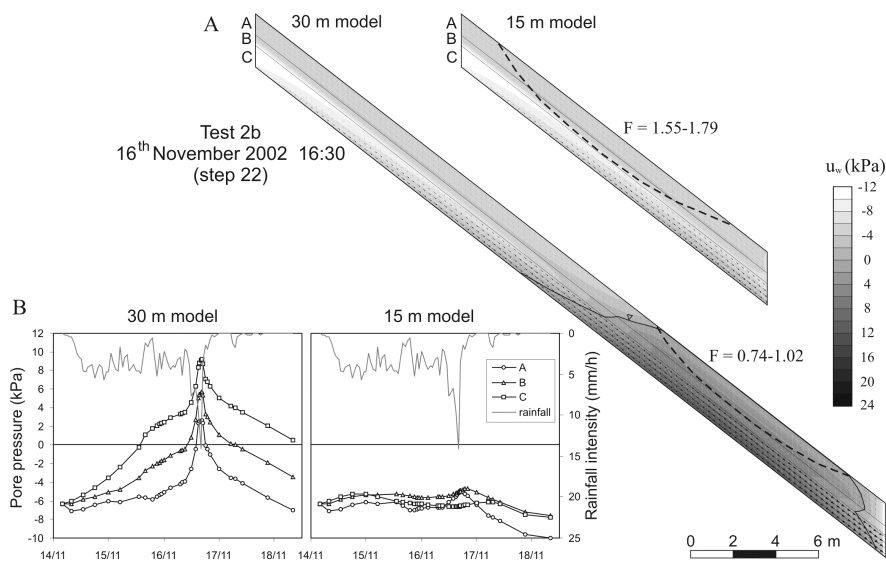 A
30 m model
15 m model
A
B
C
A
B
C
Test 2b
16th November 2002 16:30
(step 22)
F = 1.55-1.79
F = 0.74-1.02
uw (kPa)
-12
-8
-4
0
4
8
12
16
20
24
B
30 m model
15 m model
Pore pressure (kPa)
12
10
8
6
4
2
0
-2
-4
-6
-8
-10
14/11
15/11
16/11
17/11
18/11
14/11
15/11
16/11
17/11
18/11
A
B
C
rainfall
0
5
10
15
20
25
Rainfall intensity (mm/h)
0 2 4 6 m